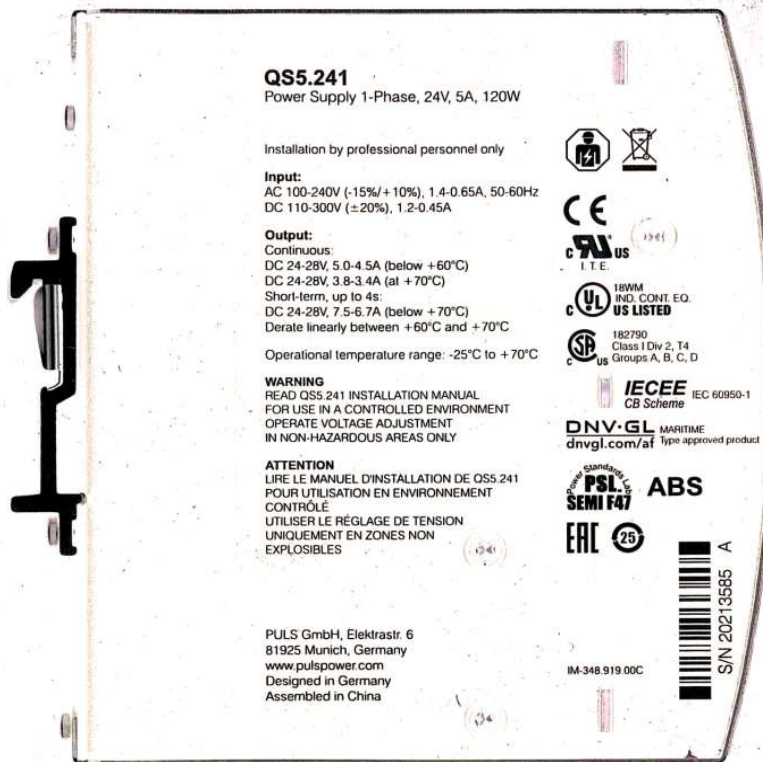 QS5.241
Power Supply 1-Phase, 24V, 5A, 120W
Installation by professional personnel only
Input:
AC 100-240V (-15%/+10%), 1.4-0.65A, 50-60Hz
DC 110-300V (±20%), 1.2-0.45A
Output:
Continuous:
DC 24-28V, 5.0-4.5A (below +60°C)
DC 24-28V, 3.8-3.4A (at +70°C)
Short-term, up to 4s:
DC 24-28V, 7.5-6.7A (below +70°C)
Derate linearly between +60°C and +70°C
Operational temperature range: -25°C to +70°C
WARNING
READ QS5.241 INSTALLATION MANUAL
FOR USE IN A CONTROLLED ENVIRONMENT
OPERATE VOLTAGE ADJUSTMENT
IN NON-HAZARDOUS AREAS ONLY
ATTENTION
LIRE LE MANUEL D'INSTALLATION DE QS5.241
POUR UTILISATION EN ENVIRONNEMENT
CONTRÔLÉ
UTILISER LE RÉGLAGE DE TENSION
UNIQUEMENT EN ZONES NON
EXPLOSIBLES
PULS GmbH, Elektrastr. 6
81925 Munich, Germany
www.pulspower.com
Designed in Germany
Assembled in China
CE
c RU US
I.T.E.
c UL 18WM
IND. CONT. EQ.
US LISTED
c SA US 182790
Class I Div 2, T4
Groups A, B, C, D
IECEE IEC 60950-1
CB Scheme
DNV·GL MARITIME
dnvgl.com/af Type approved product
Power Standards Lab
PSL.
SEMI F47
ABS
EAC 25
IM-348.919.00C
S/N 20213585 A